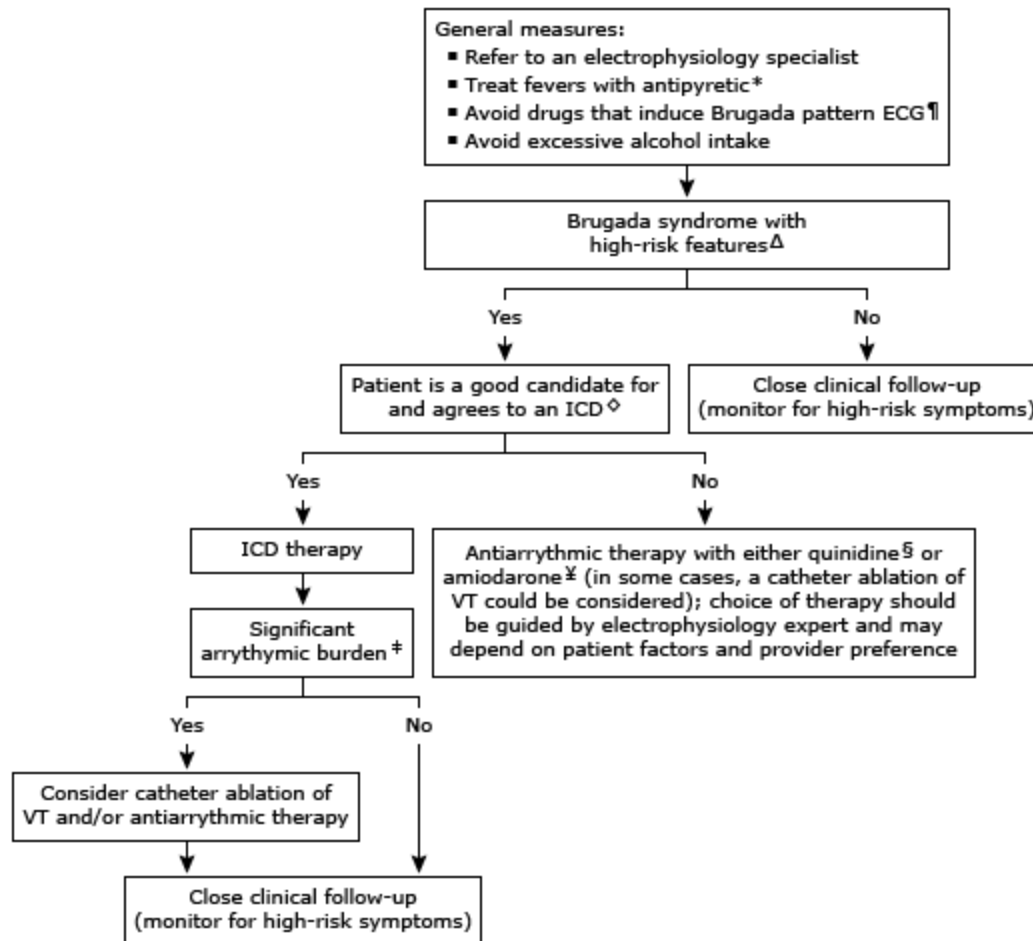 General measures:
▪ Refer to an electrophysiology specialist
▪ Treat fevers with antipyretic*
▪ Avoid drugs that induce Brugada pattern ECG¶
▪ Avoid excessive alcohol intake
Brugada syndrome with
high-risk featuresΔ
Yes
No
Patient is a good candidate for
and agrees to an ICD◇
Close clinical follow-up
(monitor for high-risk symptoms)
Yes
No
ICD therapy
Antiarrythmic therapy with either quinidine§ or
amiodarone¥ (in some cases, a catheter ablation of
VT could be considered); choice of therapy should
be guided by electrophysiology expert and may
depend on patient factors and provider preference
Significant
arrythymic burden‡
Yes
No
Consider catheter ablation of
VT and/or antiarrythmic therapy
Close clinical follow-up
(monitor for high-risk symptoms)